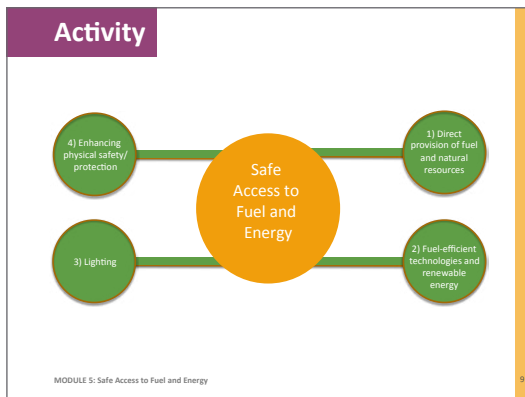 Activity
4) Enhancing
physical safety/
protection
1) Direct
provision of fuel
and natural
resources
Safe
Access to
Fuel and
Energy
3) Lighting
2) Fuel-efficient
technologies and
renewable
energy
MODULE 5: Safe Access to Fuel and Energy
9